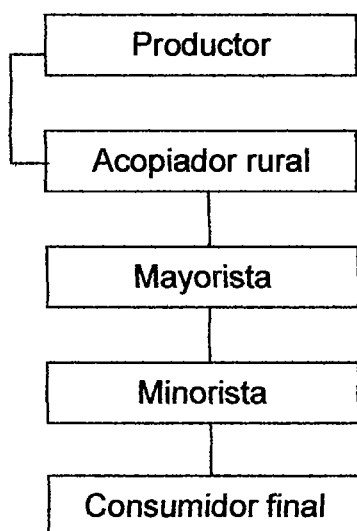 Productor
Acopiador rural
Mayorista
Minorista
Consumidor final